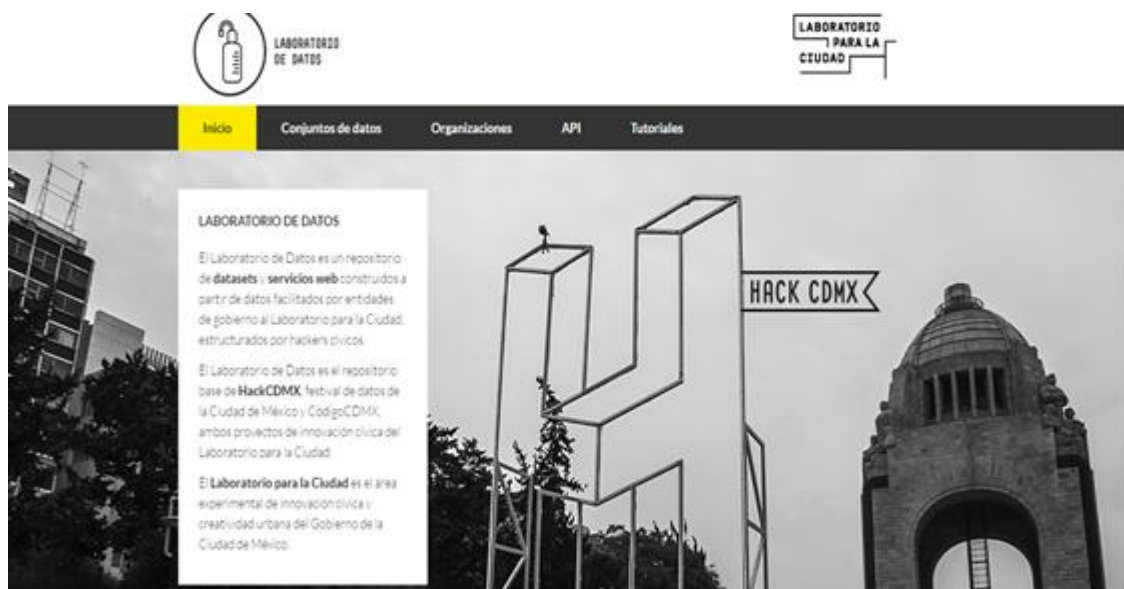 LABORATORIO
DE DATOS
LABORATORIO
PARA LA
CIUDAD
Inicio
Conjuntos de datos
Organizaciones
API
Tutoriales
LABORATORIO DE DATOS
El Laboratorio de Datos es un repositorio
de datasets y servicios web construidos a
partir de datos facilitados por entidades
de gobierno al Laboratorio para la Ciudad,
estructurados por hackers cívicos.
El Laboratorio de Datos es el repositorio
base de HackCDMX, festival de datos de
la Ciudad de México y CódigoCDMX,
ambos proyectos de innovación cívica del
Laboratorio para la Ciudad.
El Laboratorio para la Ciudad es el área
experimental de innovación cívica y
creatividad urbana del Gobierno de la
Ciudad de México.
HACK CDMX